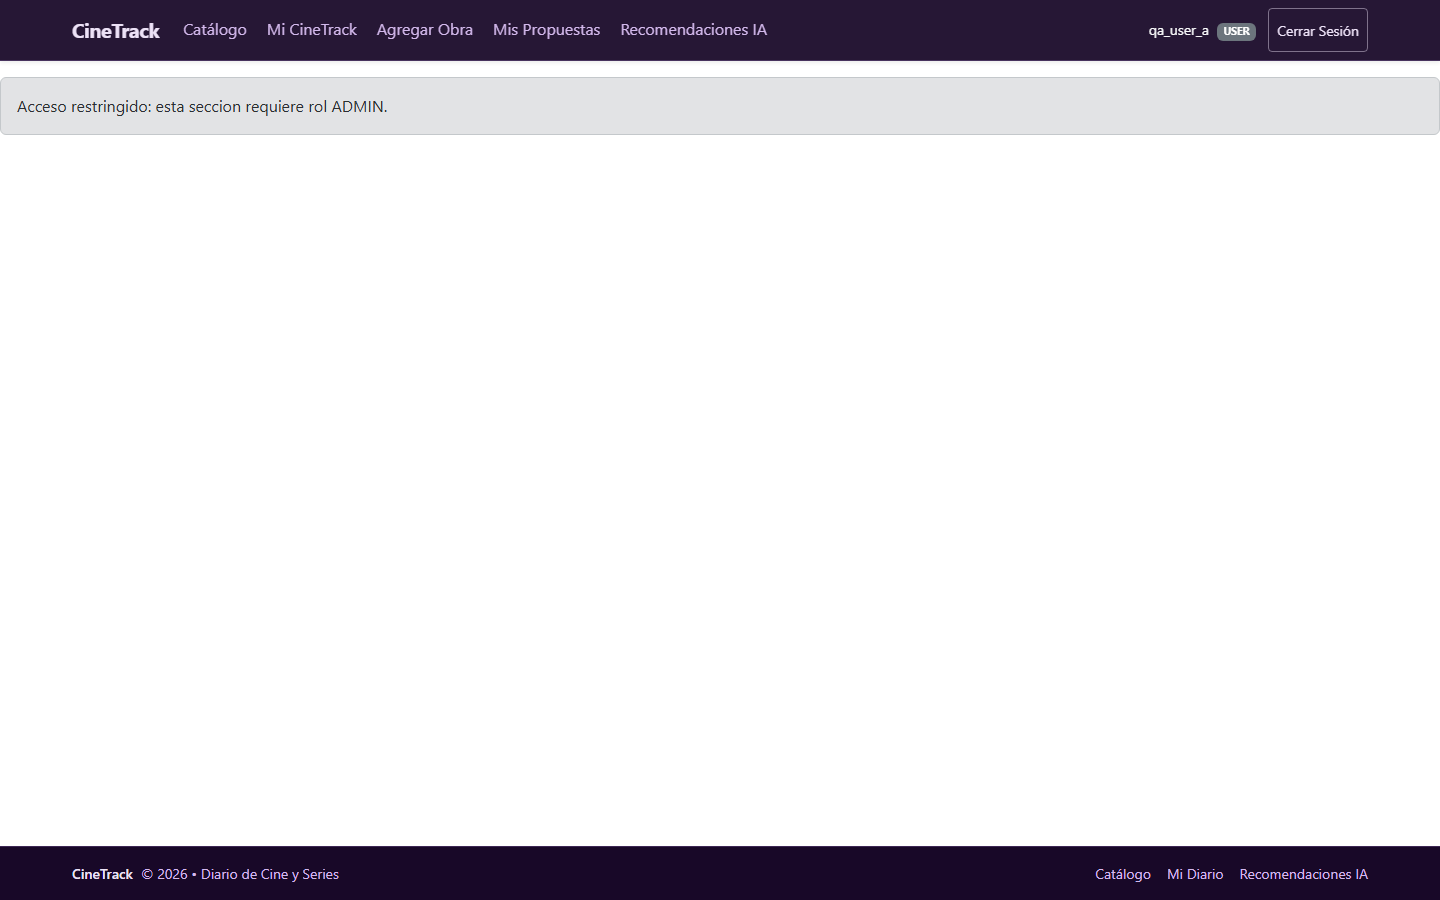 CineTrack Catálogo Mi CineTrack Agregar Obra Mis Propuestas Recomendaciones IA qa_user_a USER Cerrar Sesión
Acceso restringido: esta seccion requiere rol ADMIN.
CineTrack © 2026 • Diario de Cine y Series Catálogo Mi Diario Recomendaciones IA